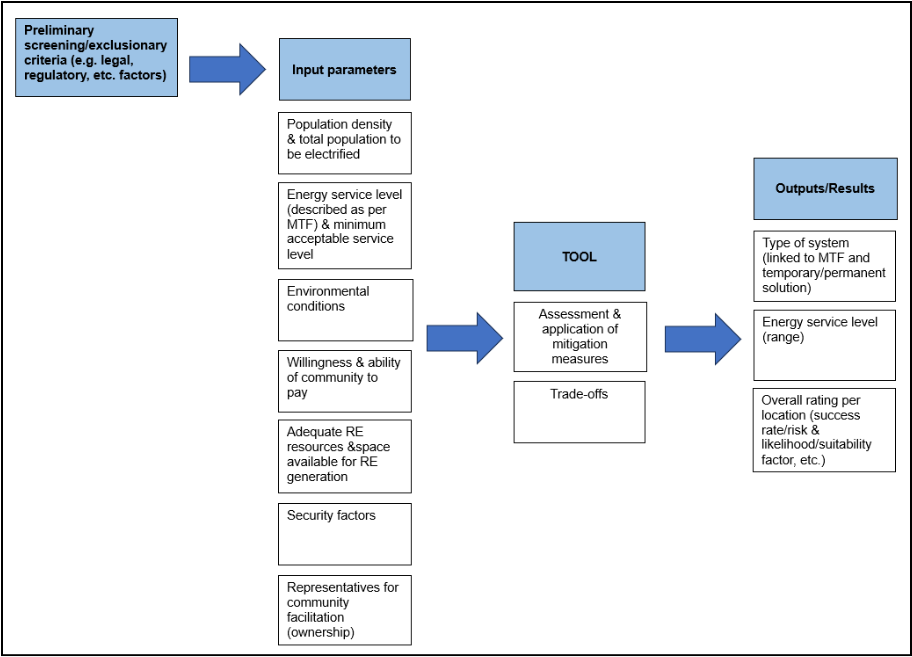 Preliminary
screening/exclusionary
criteria (e.g. legal,
regulatory, etc. factors)
Input parameters
Population density
& total population to
be electrified
Energy service level
(described as per
MTF) & minimum
acceptable service
level
Environmental
conditions
Willingness & ability
of community to
pay
Adequate RE
resources &space
available for RE
generation
Security factors
Representatives for
community
facilitation
(ownership)
TOOL
Assessment &
application of
mitigation
measures
Trade-offs
Outputs/Results
Type of system
(linked to MTF and
temporary/permanent
solution)
Energy service level
(range)
Overall rating per
location (success
rate/risk &
likelihood/suitability
factor, etc.)